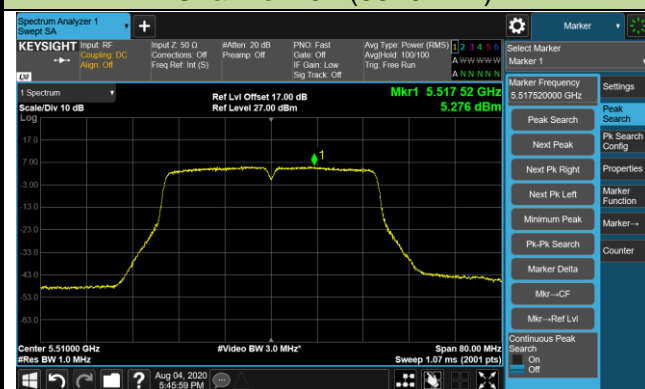 Spectrum Analyzer 1
Swept SA
KEYSIGHT
Input: RF
Coupling: DC
Align: Off
Input Z: 50 Ω
Corrections: Off
Freq Ref: Int (S)
#Atten: 20 dB
Preamp: Off
PNO: Fast
Gate: Off
IF Gain: Low
Sig Track: Off
Avg Type: Power (RMS)
Avg|Hold: 100/100
Trig: Free Run
1 2 3 4 5 6
A W W W W W
A N N N N N
LXI
1 Spectrum
Scale/Div 10 dB
Log
Ref Lvl Offset 17.00 dB
Ref Level 27.00 dBm
Mkr1 5.517 52 GHz
5.276 dBm
1
17.0
7.00
-3.00
-13.0
-23.0
-33.0
-43.0
-53.0
-63.0
Center 5.51000 GHz
#Res BW 1.0 MHz
#Video BW 3.0 MHz*
Span 80.00 MHz
Sweep 1.07 ms (2001 pts)
Aug 04, 2020
5:45:59 PM
?
Marker
Select Marker
Marker 1
Marker Frequency
5.517520000 GHz
Peak Search
Next Peak
Next Pk Right
Next Pk Left
Minimum Peak
Pk-Pk Search
Marker Delta
Mkr→CF
Mkr→Ref Lvl
Continuous Peak
Search
On
Off
Settings
Peak
Search
Pk Search
Config
Properties
Marker
Function
Marker→
Counter